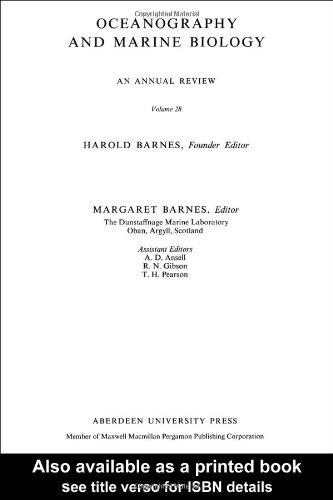 Copyrighted Material
OCEANOGRAPHY
AND MARINE BIOLOGY
AN ANNUAL REVIEW
Volume 28
HAROLD BARNES, Founder Editor
MARGARET BARNES, Editor
The Dunstaffnage Marine Laboratory
Oban, Argyll, Scotland
Assistant Editors
A. D. Ansell
R. N. Gibson
T. H. Pearson
ABERDEEN UNIVERSITY PRESS
Member of Maxwell Macmillan Pergamon Publishing Corporation
Also available as a printed book
see title verso for ISBN details